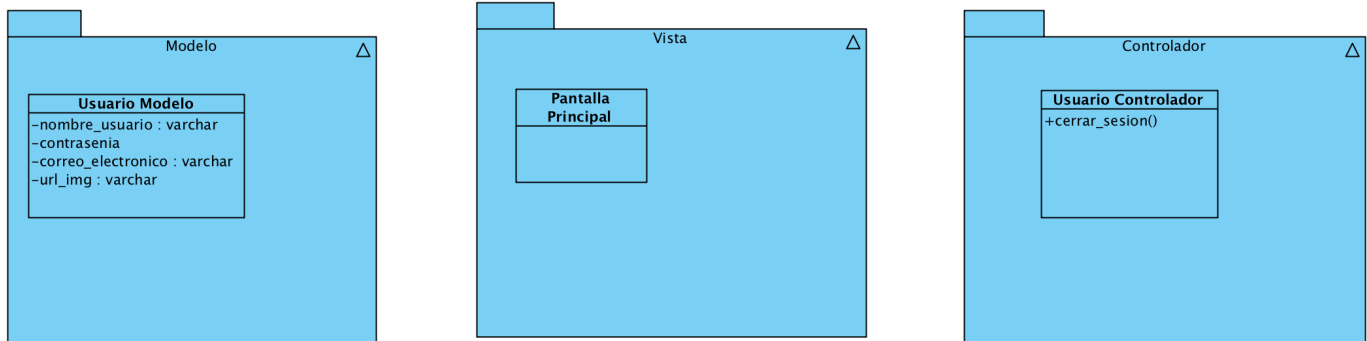 Modelo
Usuario Modelo
-nombre_usuario : varchar
-contrasenia
-correo_electronico : varchar
-url_img : varchar
Vista
Pantalla
Principal
Controlador
Usuario Controlador
+cerrar_sesion()